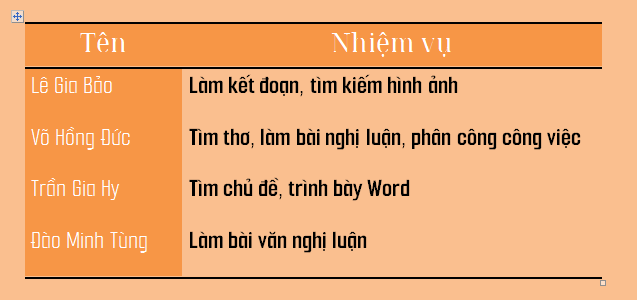 Tên Nhiệm vụ
Lê Gia Bảo Làm kết đoạn, tìm kiếm hình ảnh
Võ Hồng Đức Tìm thơ, làm bài nghị luận, phân công công việc
Trần Gia Hy Tìm chủ đề, trình bày Word
Đào Minh Tùng Làm bài văn nghị luận